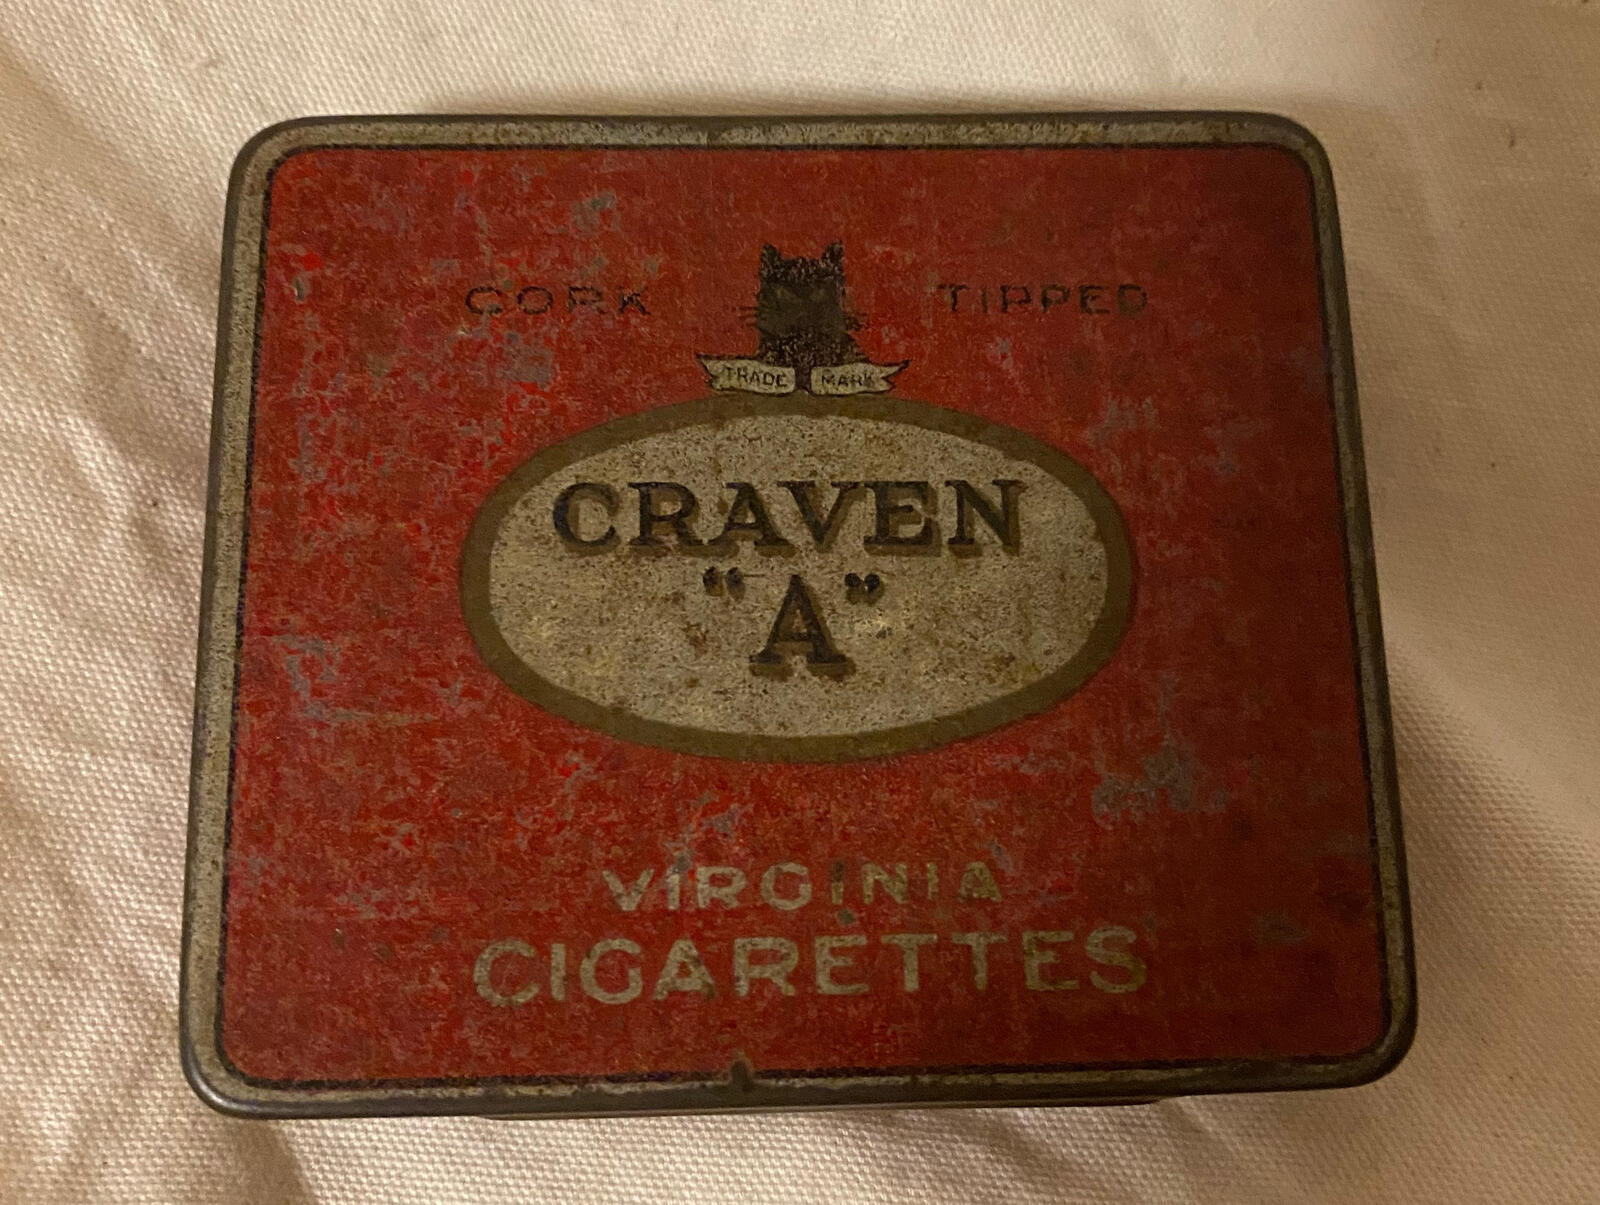 CORK TIPPED
TRADE MARK
CRAVEN
“A”
VIRGINIA
CIGARETTES